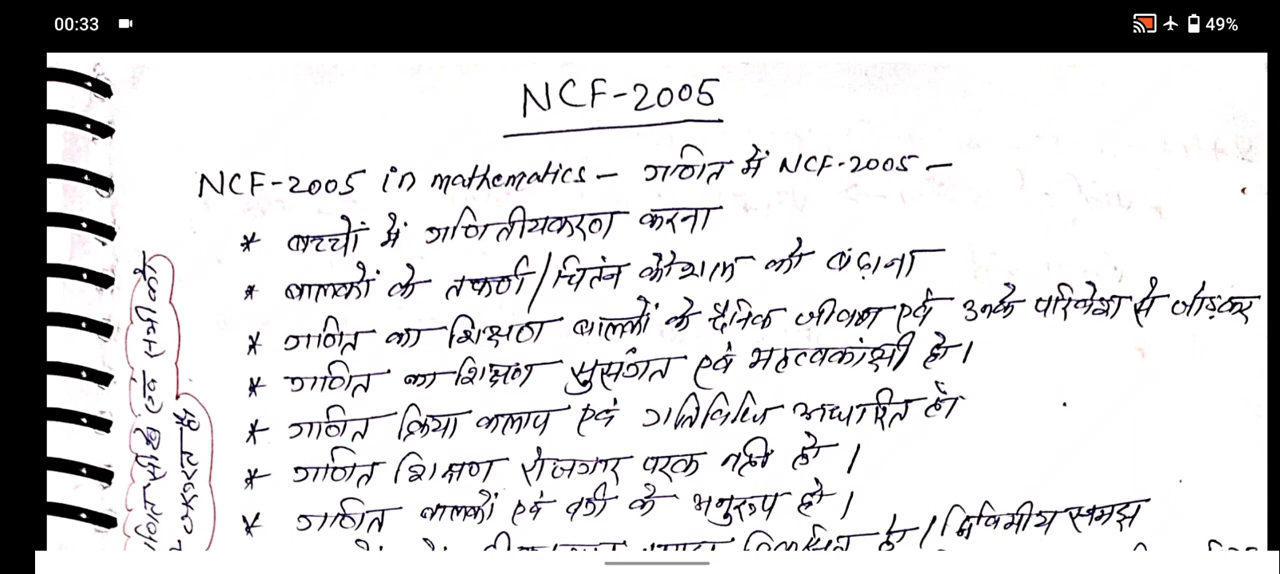 00:33
49%
NCF-2005
NCF-2005 in mathematics - गणित में NCF-2005 -
* बच्चों में गणितीयकरण करना
* बालकों के तर्कणा/चिंतन कौशल को बढ़ाना
* गणित का शिक्षण बालकों के दैनिक जीवन एवं उनके परिवेश से जोड़कर
* गणित का शिक्षण सुसंगत एवं महत्वकांक्षी हो।
* गणित क्रिया कलाप एवं गतिविधि आधारित हो
* गणित शिक्षण रोजगार परक नहीं हो।
* गणित बालकों एवं के अनुरूप हो।
द्विविमीय समझ